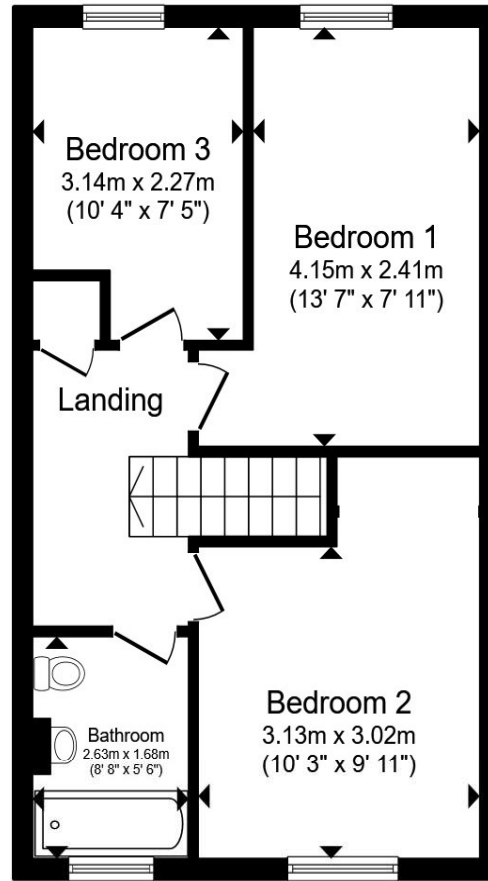 Bedroom 3
3.14m x 2.27m
(10' 4" x 7' 5")
Bedroom 1
4.15m x 2.41m
(13' 7" x 7' 11")
Landing
Bedroom 2
3.13m x 3.02m
(10' 3" x 9' 11")
Bathroom
2.63m x 1.68m
(8' 8" x 5' 6")